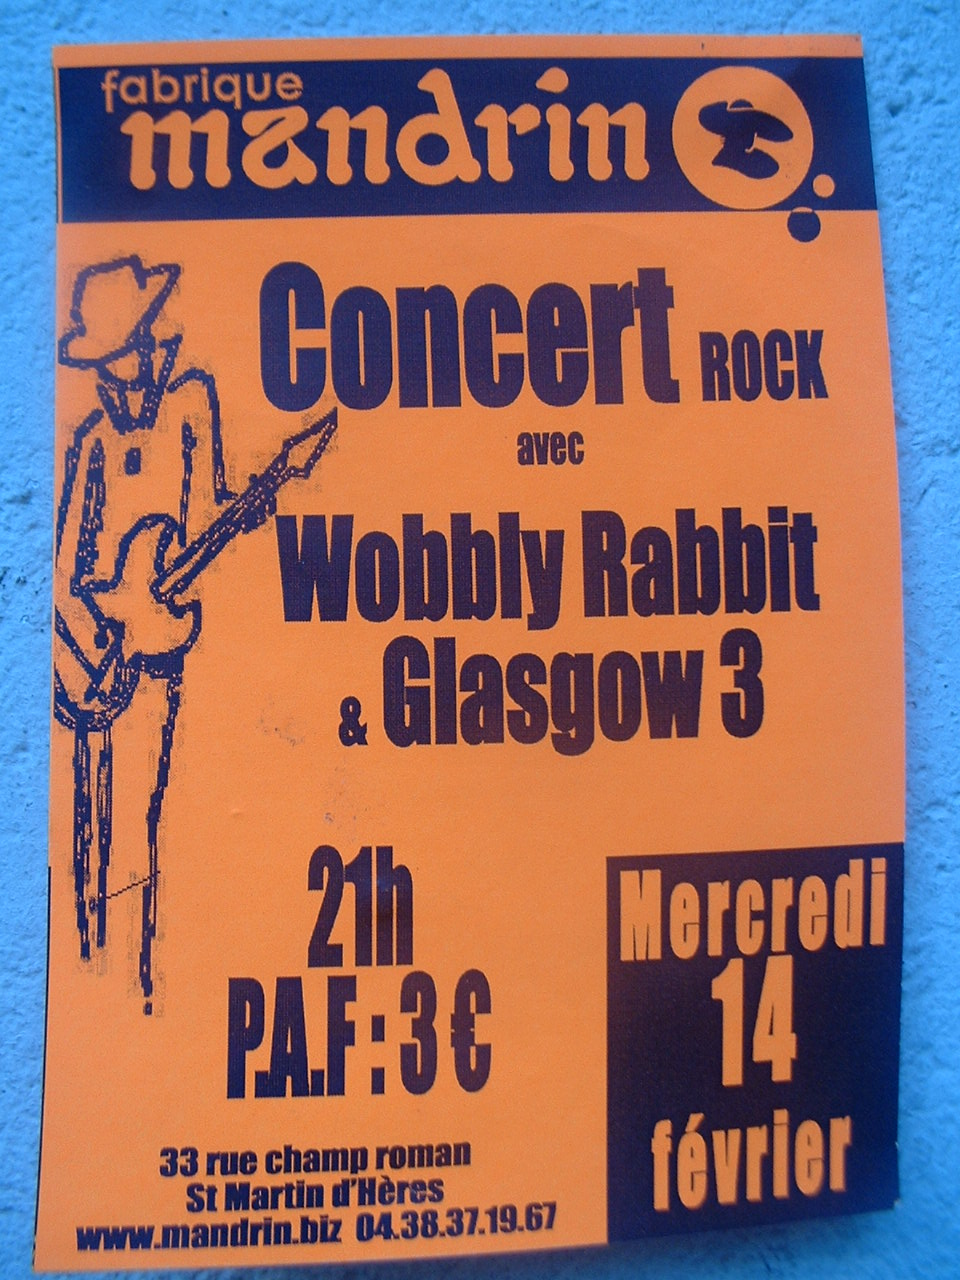 fabrique
mandrin
Concert ROCK
avec
Wobbly Rabbit
& Glasgow 3
21h
P.A.F : 3 €
Mercredi
14
février
33 rue champ roman
St Martin d'Hères
www.mandrin.biz 04.38.37.19.67